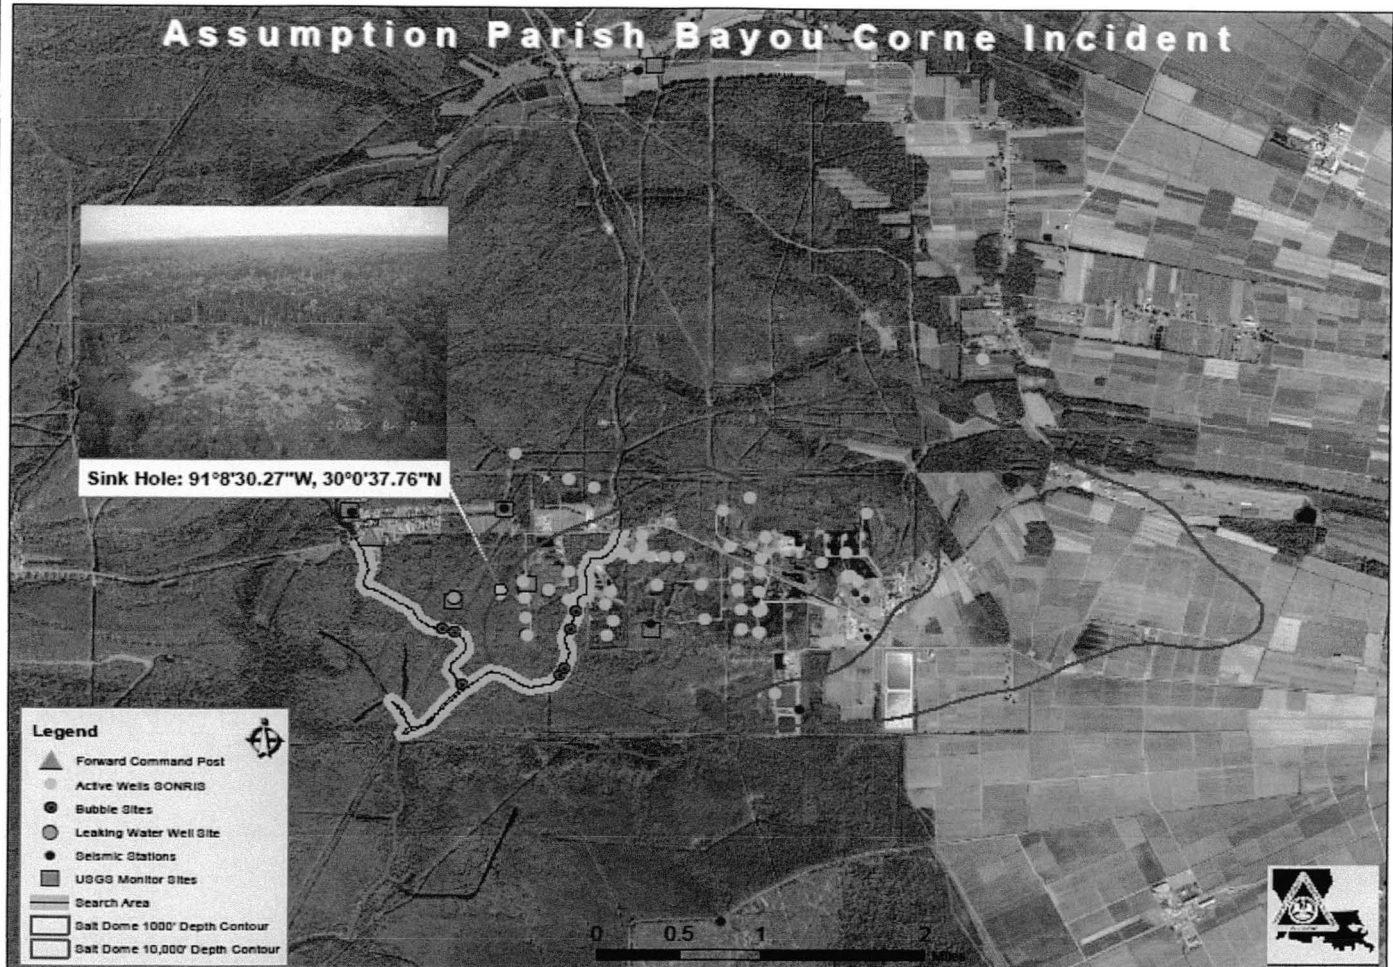 Assumption Parish Bayou Corne Incident
Sink Hole: 91°8'30.27"W, 30°0'37.76"N
Legend
Forward Command Post
Active Wells SONRIS
Bubble Sites
Leaking Water Well Site
Seismic Stations
USGS Monitor Sites
Search Area
Salt Dome 1000' Depth Contour
Salt Dome 10,000' Depth Contour
0 0.5 1 2
Miles